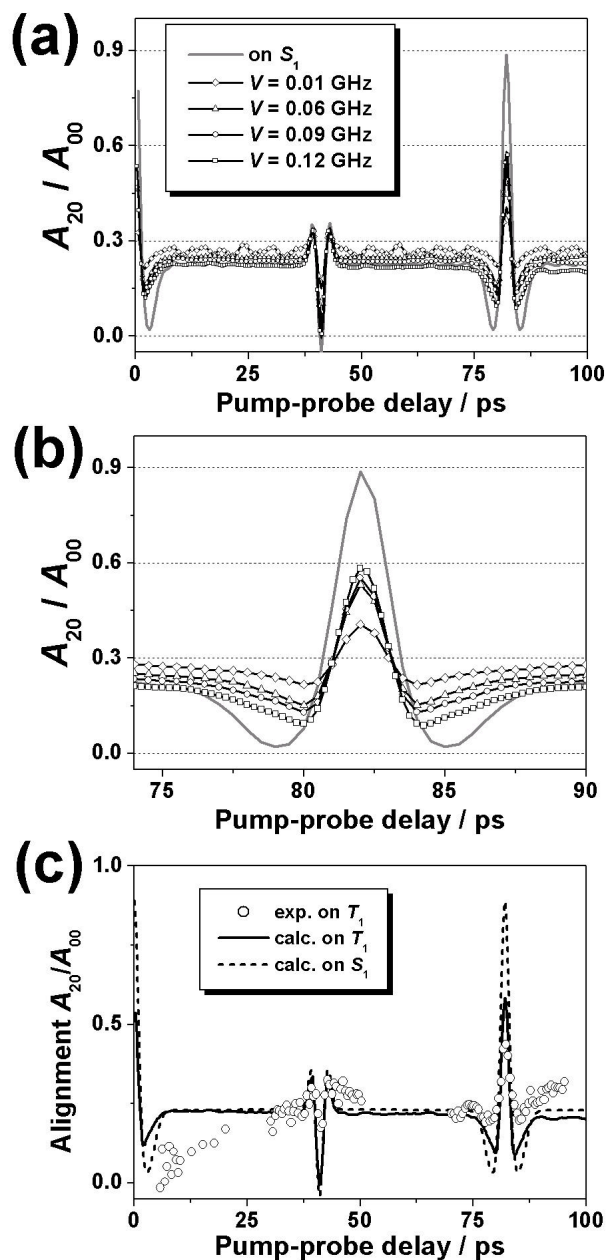 (a)
0.9
0.6
0.3
0.0
A20 / A00
on S1
V = 0.01 GHz
V = 0.06 GHz
V = 0.09 GHz
V = 0.12 GHz
0 25 50 75 100
Pump-probe delay / ps
(b)
0.9
0.6
0.3
0.0
A20 / A00
75 80 85 90
Pump-probe delay / ps
(c)
1.0
0.5
0.0
Alignment A20/A00
exp. on T1
calc. on T1
calc. on S1
0 25 50 75 100
Pump-probe delay / ps